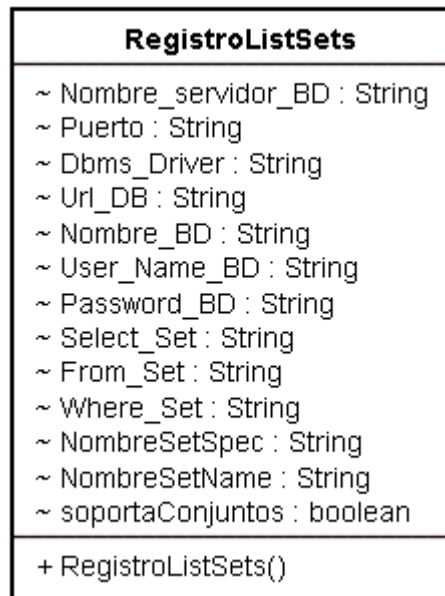 RegistroListSets
~ Nombre_servidor_BD : String
~ Puerto : String
~ Dbms_Driver : String
~ Url_DB : String
~ Nombre_BD : String
~ User_Name_BD : String
~ Password_BD : String
~ Select_Set : String
~ From_Set : String
~ Where_Set : String
~ NombreSetSpec : String
~ NombreSetName : String
~ soportaConjuntos : boolean
+ RegistroListSets()